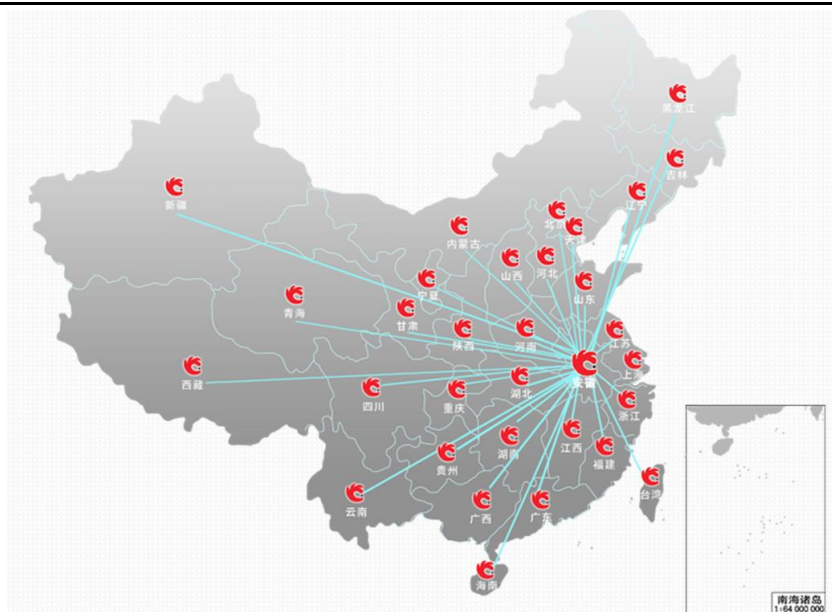 黑龙江
吉林
辽宁
新疆
北京
天津
内蒙古
山西
河北
宁夏
山东
青海
甘肃
陕西
河南
江苏
上海
安徽
西藏
四川
重庆
湖北
浙江
江西
湖南
福建
贵州
云南
广西
广东
台湾
海南
南海诸岛
1:64 000 000